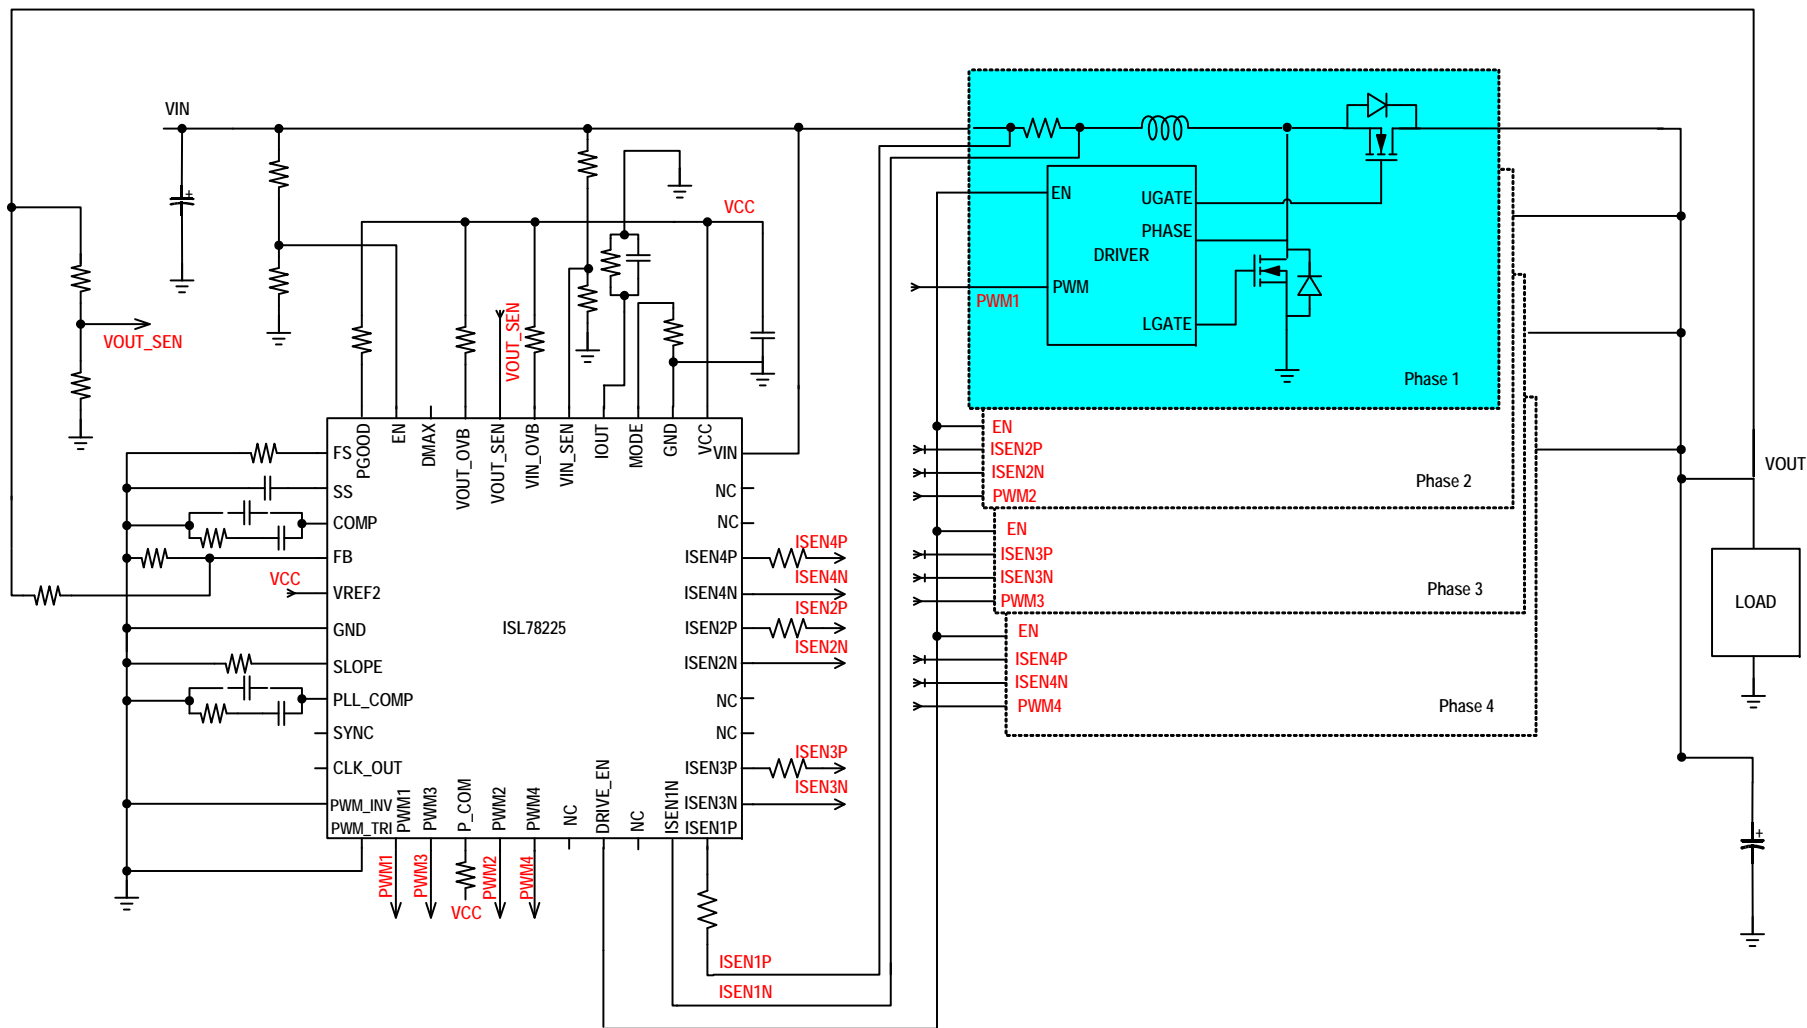 VIN
VCC
VOUT_SEN
VOUT_SEN
PGOOD
EN
DMAX
VOUT_OVB
VOUT_SEN
VIN_OVB
VIN_SEN
IOUT
MODE
GND
VCC
VIN
NC
NC
ISEN4P
ISEN4N
ISEN2P
ISEN2N
NC
NC
ISEN3P
ISEN3N
FS
SS
COMP
FB
VREF2
VCC
GND
SLOPE
PLL_COMP
SYNC
CLK_OUT
PWM_INV
PWM_TRI
ISL78225
PWM1
PWM3
P_COM
PWM2
PWM4
NC
DRIVE_EN
NC
ISEN1N
ISEN1P
PWM1
PWM3
VCC
PWM2
PWM4
ISEN4P
ISEN4N
ISEN2P
ISEN2N
ISEN3P
ISEN3N
ISEN1P
ISEN1N
EN
UGATE
PHASE
DRIVER
PWM
LGATE
PWM1
Phase 1
EN
ISEN2P
ISEN2N
PWM2
Phase 2
EN
ISEN3P
ISEN3N
PWM3
Phase 3
EN
ISEN4P
ISEN4N
PWM4
Phase 4
VOUT
LOAD
+
+